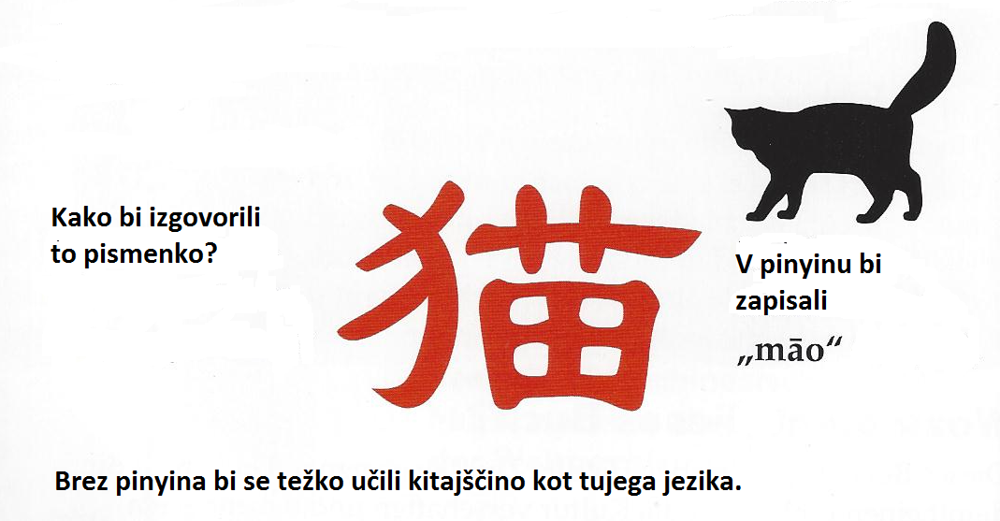 Kako bi izgovorili
to pismenko?
猫
V pinyinu bi
zapisali
„māo“
Brez pinyina bi se težko učili kitajščino kot tujega jezika.